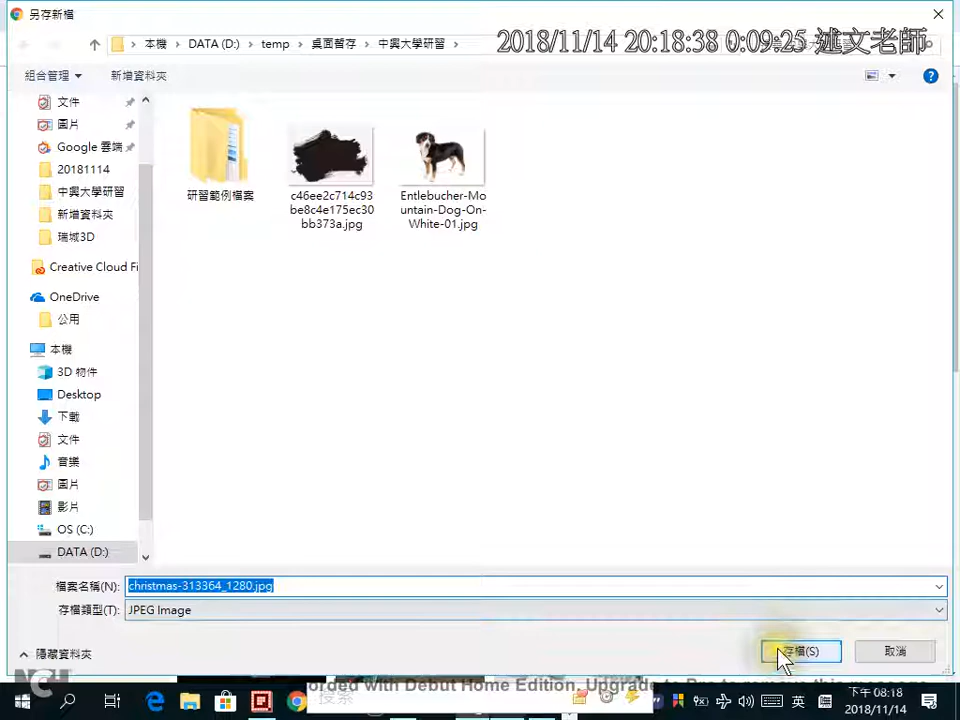 另存新檔
本機 › DATA (D:) › temp › 桌面暫存 › 中興大學研習 ›
2018/11/14 20:18:38 0:09:25 述文老師
組合管理
新增資料夾
文件
圖片
Google 雲端
20181114
中興大學研習
新增資料夾
瑞城3D
Creative Cloud Fi
OneDrive
公用
本機
3D 物件
Desktop
下載
文件
音樂
圖片
影片
OS (C:)
DATA (D:)
研習範例檔案
c46ee2c714c93
be8c4e175ec30
bb373a.jpg
Entlebucher-Mo
untain-Dog-On-
White-01.jpg
檔案名稱(N): christmas-313364_1280.jpg
存檔類型(T): JPEG Image
隱藏資料夾
存檔(S)
取消
NCH
orded with Debut Home Edition. Upgrade to Pro to remove this message
搜索
英
下午 08:18
2018/11/14